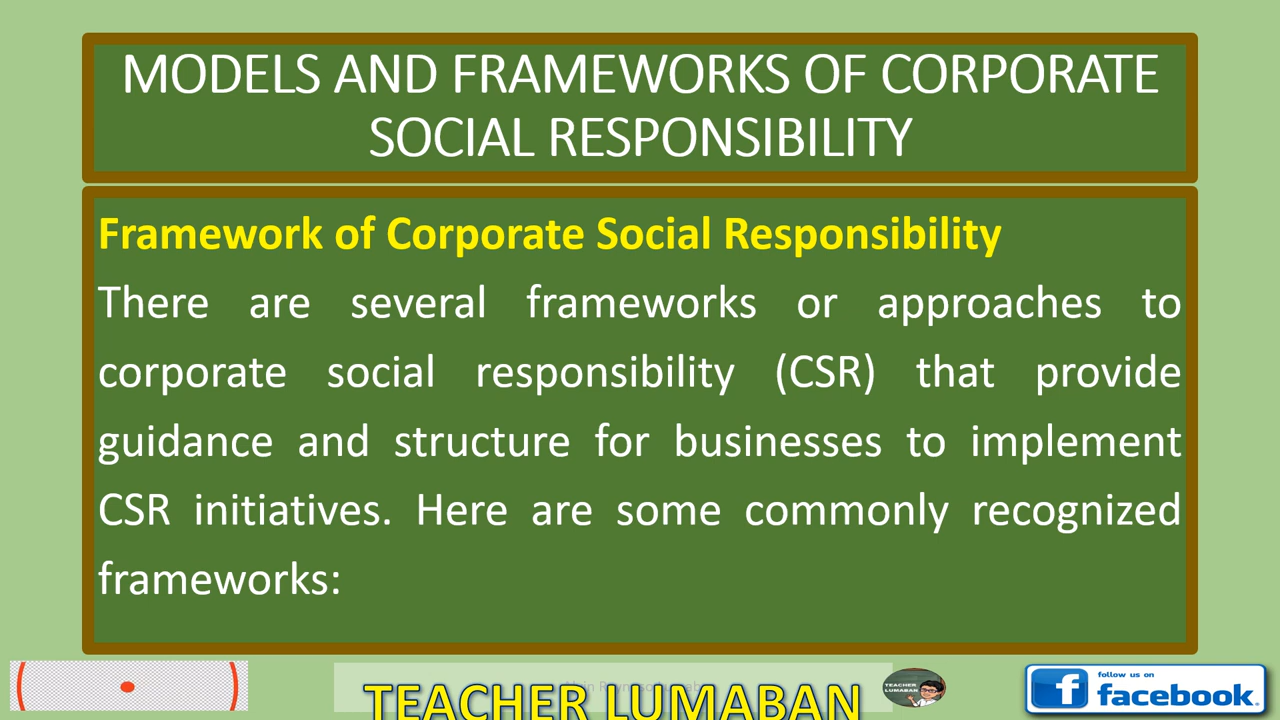 MODELS AND FRAMEWORKS OF CORPORATE
SOCIAL RESPONSIBILITY
Framework of Corporate Social Responsibility
There are several frameworks or approaches to
corporate social responsibility (CSR) that provide
guidance and structure for businesses to implement
CSR initiatives. Here are some commonly recognized
frameworks:
TEACHER LUMABAN
TEACHER
LUMABAN
follow us on
facebook.